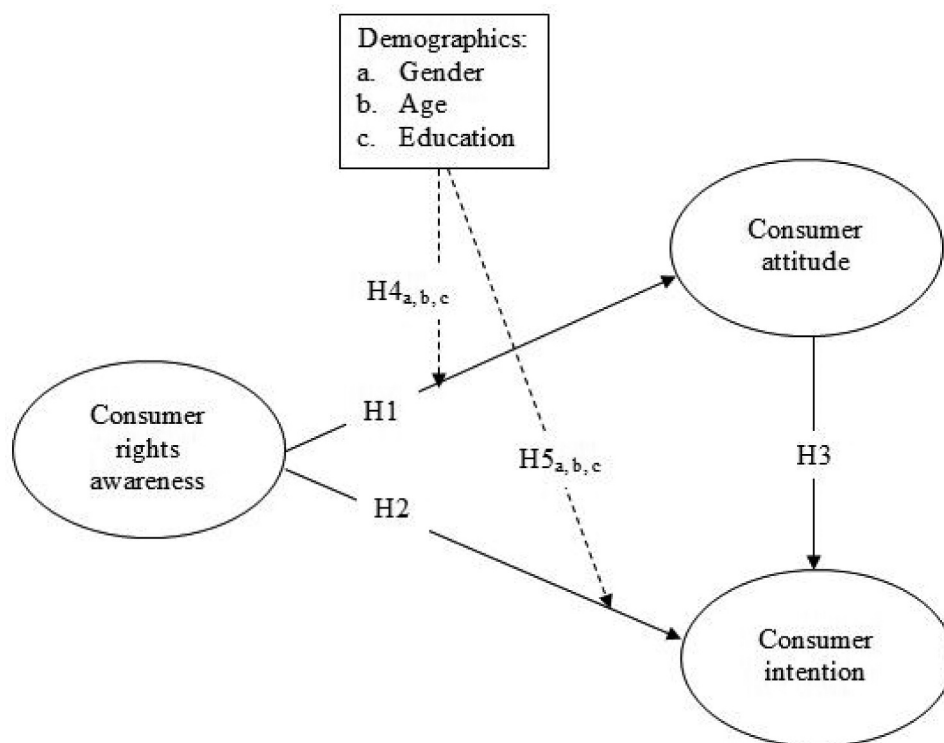 Demographics:
a. Gender
b. Age
c. Education
Consumer
attitude
H4a, b, c
H1
Consumer
rights
awareness
H5a, b, c
H3
H2
Consumer
intention